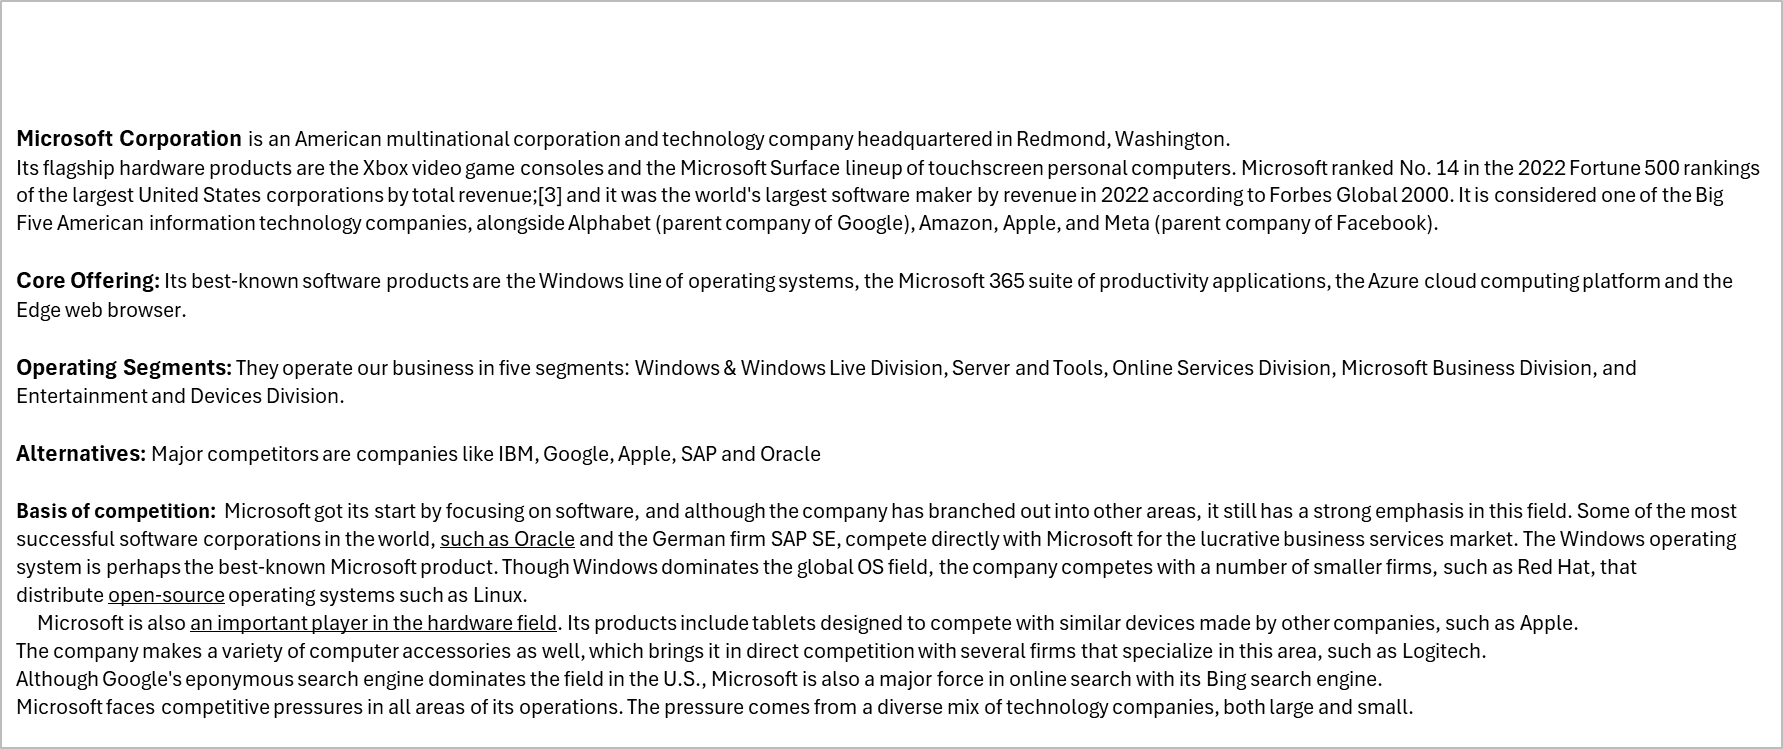 Microsoft Corporation is an American multinational corporation and technology company headquartered in Redmond, Washington.
Its flagship hardware products are the Xbox video game consoles and the Microsoft Surface lineup of touchscreen personal computers. Microsoft ranked No. 14 in the 2022 Fortune 500 rankings
of the largest United States corporations by total revenue;[3] and it was the world's largest software maker by revenue in 2022 according to Forbes Global 2000. It is considered one of the Big
Five American information technology companies, alongside Alphabet (parent company of Google), Amazon, Apple, and Meta (parent company of Facebook).
Core Offering: Its best-known software products are the Windows line of operating systems, the Microsoft 365 suite of productivity applications, the Azure cloud computing platform and the
Edge web browser.
Operating Segments: They operate our business in five segments: Windows & Windows Live Division, Server and Tools, Online Services Division, Microsoft Business Division, and
Entertainment and Devices Division.
Alternatives: Major competitors are companies like IBM, Google, Apple, SAP and Oracle
Basis of competition: Microsoft got its start by focusing on software, and although the company has branched out into other areas, it still has a strong emphasis in this field. Some of the most
successful software corporations in the world, such as Oracle and the German firm SAP SE, compete directly with Microsoft for the lucrative business services market. The Windows operating
system is perhaps the best-known Microsoft product. Though Windows dominates the global OS field, the company competes with a number of smaller firms, such as Red Hat, that
distribute open-source operating systems such as Linux.
Microsoft is also an important player in the hardware field. Its products include tablets designed to compete with similar devices made by other companies, such as Apple.
The company makes a variety of computer accessories as well, which brings it in direct competition with several firms that specialize in this area, such as Logitech.
Although Google's eponymous search engine dominates the field in the U.S., Microsoft is also a major force in online search with its Bing search engine.
Microsoft faces competitive pressures in all areas of its operations. The pressure comes from a diverse mix of technology companies, both large and small.